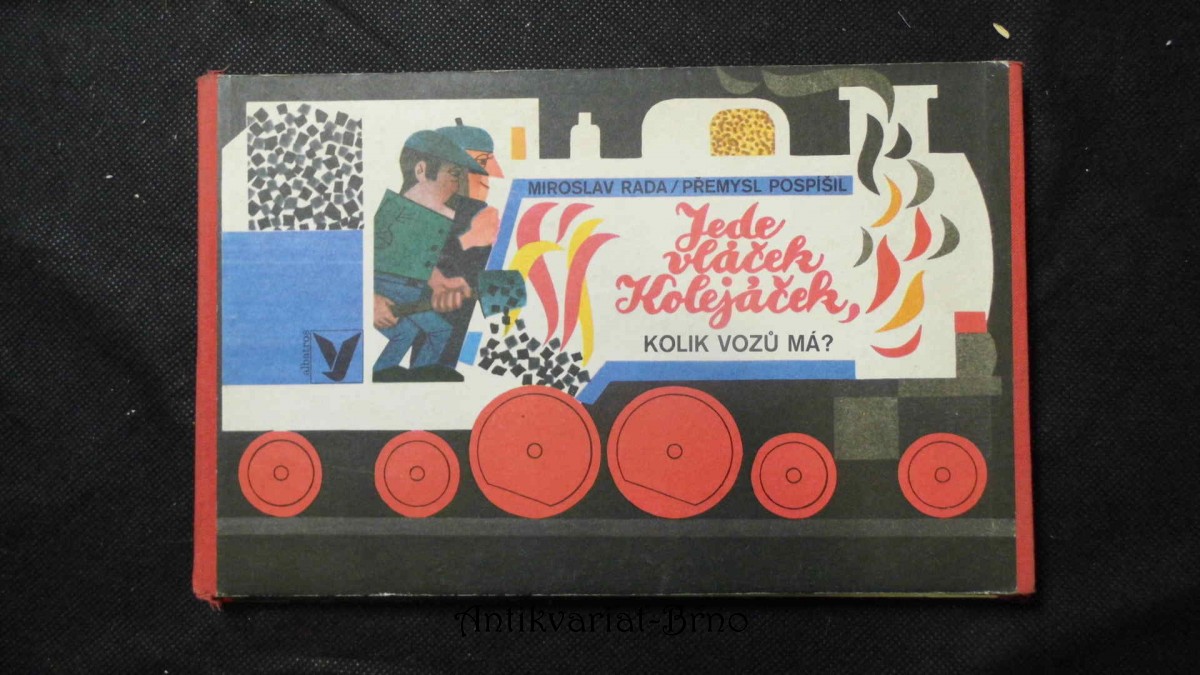 MIROSLAV RADA/PŘEMYSL POSPÍŠIL
Jede
vláček
Kolejáček,
KOLIK VOZŮ MÁ?
albatros
Antikvariat-Brno